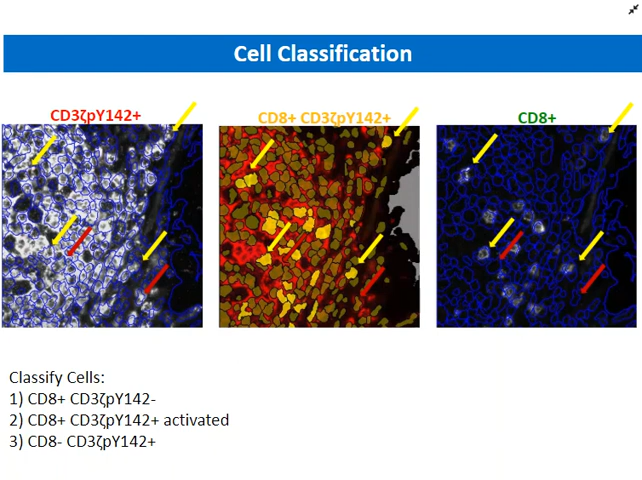 Cell Classification
CD3ζpY142+
CD8+ CD3ζpY142+
CD8+
Classify Cells:
1) CD8+ CD3ζpY142-
2) CD8+ CD3ζpY142+ activated
3) CD8- CD3ζpY142+